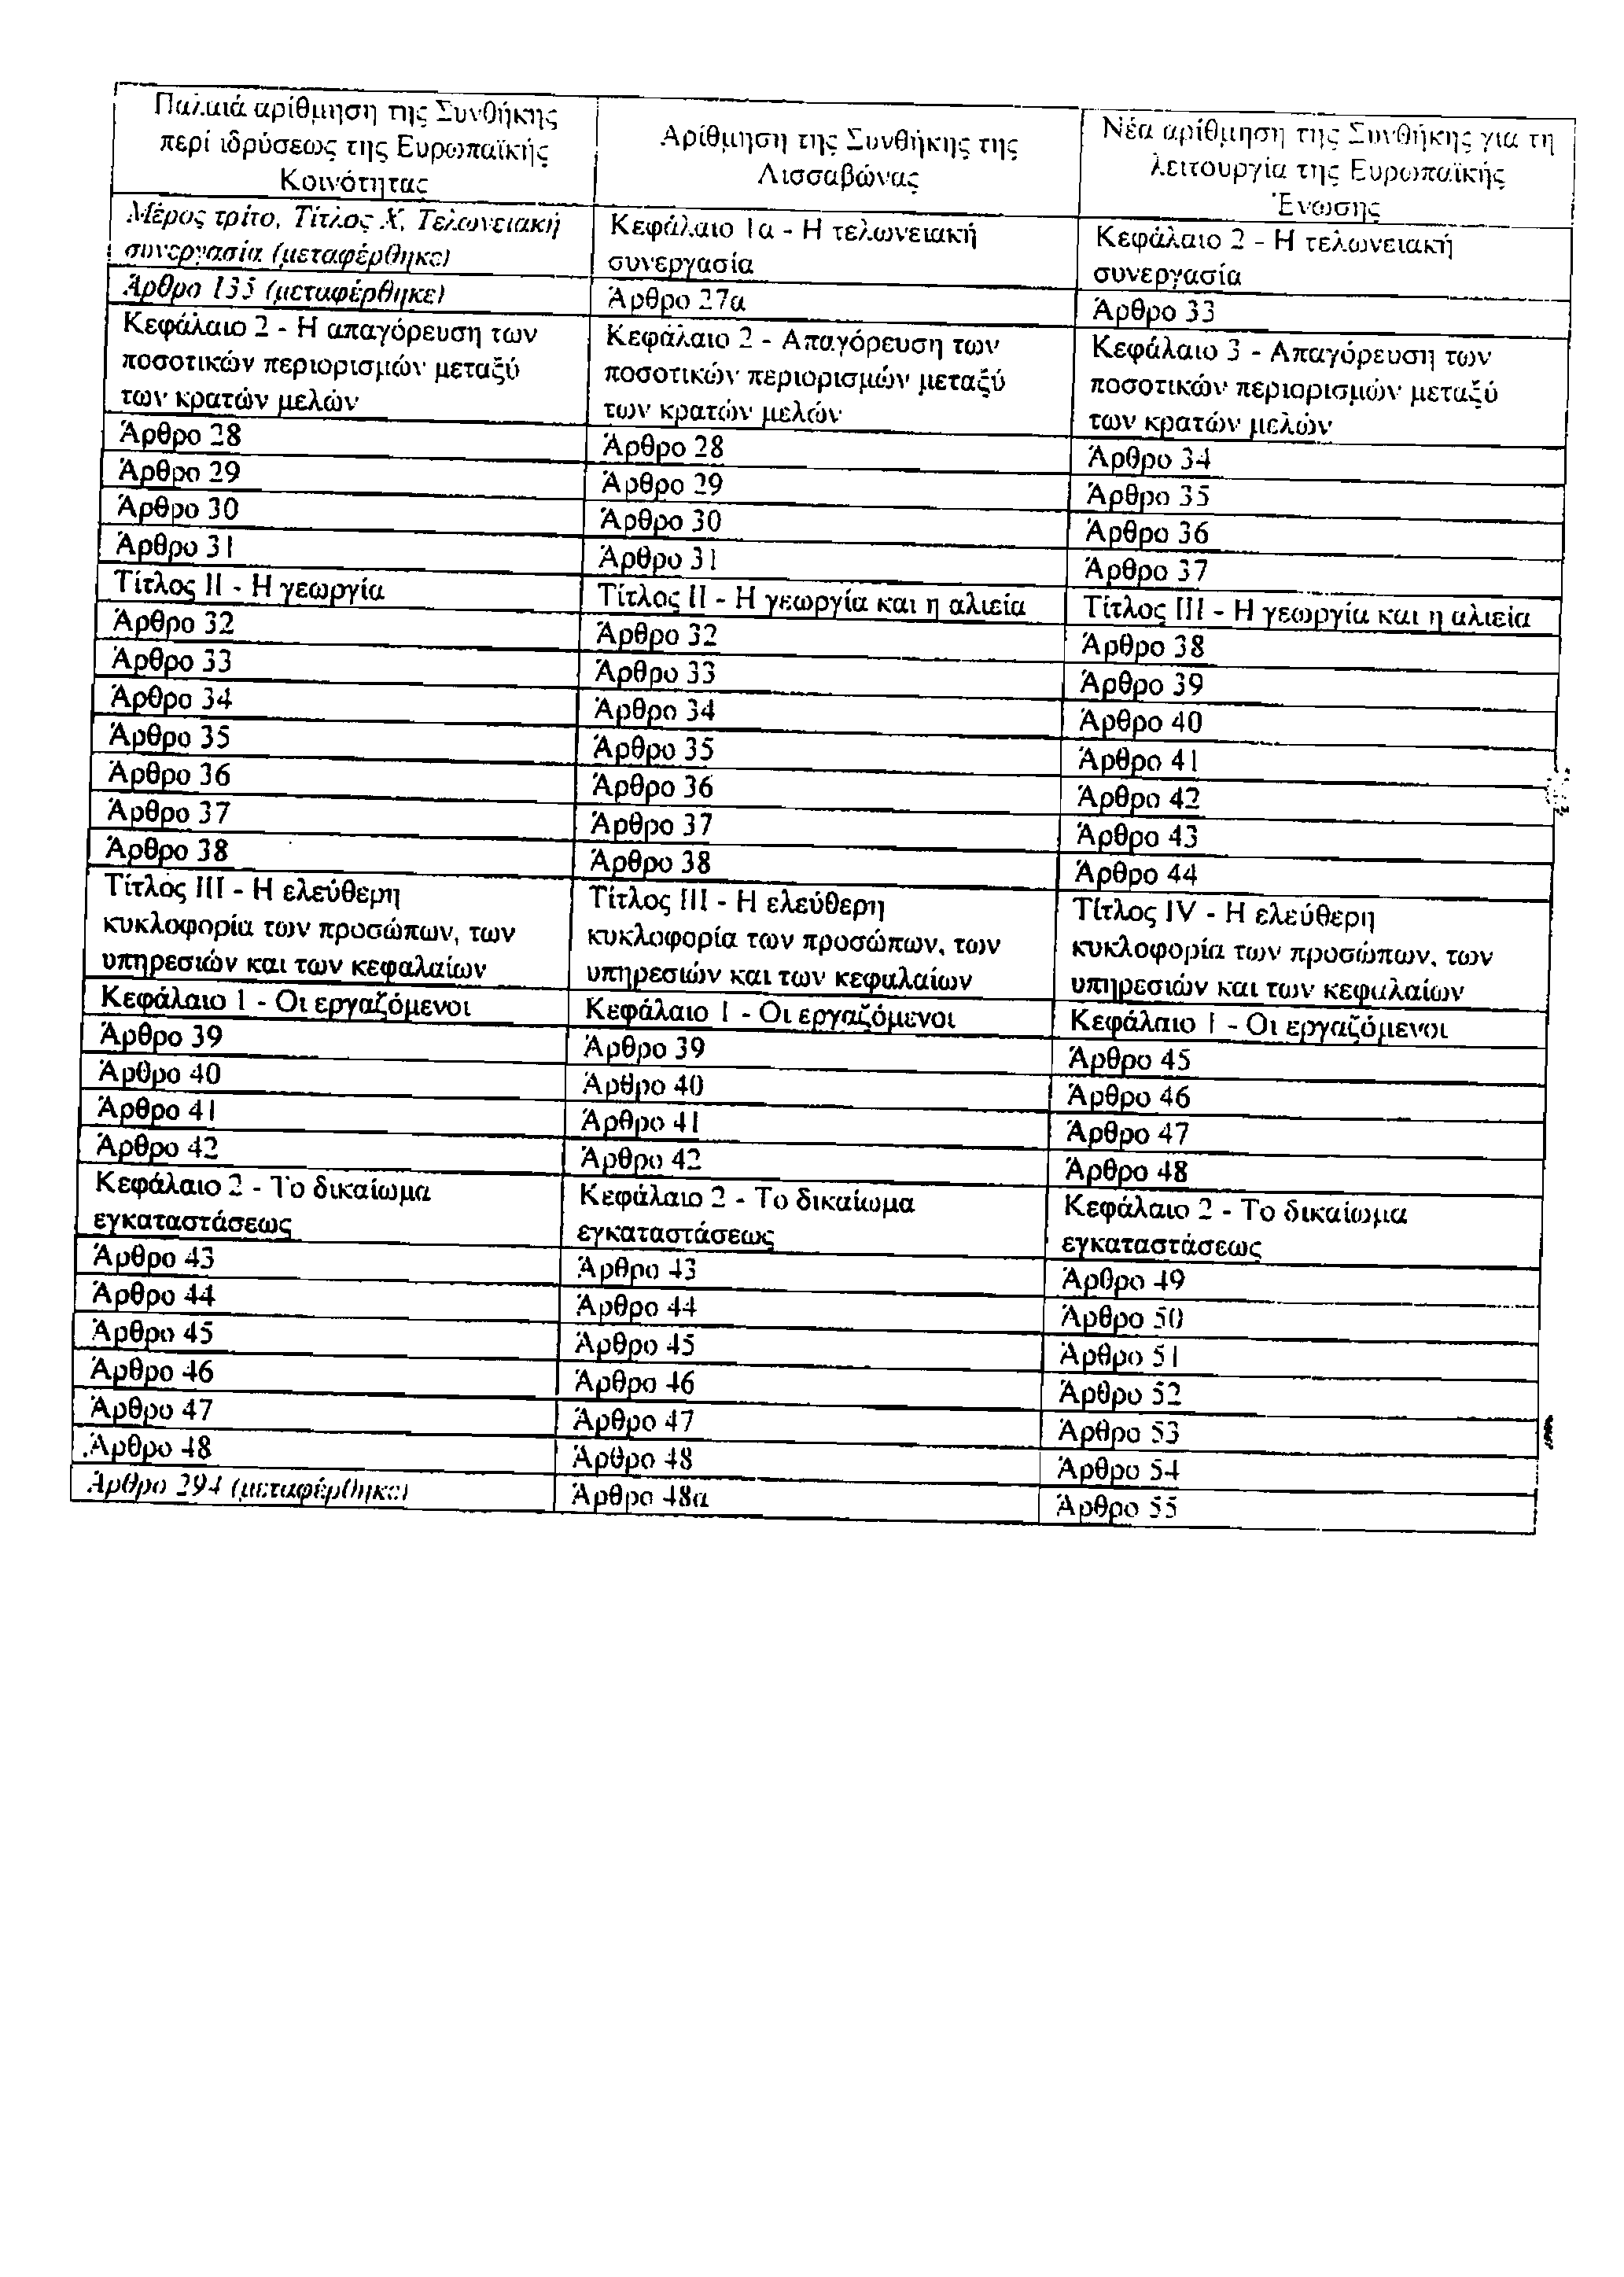 Παλαιά αρίθμηση της Συνθήκης
περί ιδρύσεως της Ευρωπαϊκής
Κοινότητας
Αρίθμηση της Συνθήκης της
Λισσαβώνας
Νέα αρίθμηση της Συνθήκης για τη
λειτουργία της Ευρωπαϊκής
Ένωσης
Μέρος τρίτο, Τίτλος Χ, Τελωνειακή
συνεργασία (μεταφέρθηκε)
Κεφάλαιο 1α - Η τελωνειακή
συνεργασία
Κεφάλαιο 2 - Η τελωνειακή
συνεργασία
Άρθρο 135 (μεταφέρθηκε)
Άρθρο 27α
Άρθρο 33
Κεφάλαιο 2 - Η απαγόρευση των
ποσοτικών περιορισμών μεταξύ
των κρατών μελών
Κεφάλαιο 2 - Απαγόρευση των
ποσοτικών περιορισμών μεταξύ
των κρατών μελών
Κεφάλαιο 3 - Απαγόρευση των
ποσοτικών περιορισμών μεταξύ
των κρατών μελών
Άρθρο 28
Άρθρο 28
Άρθρο 34
Άρθρο 29
Άρθρο 29
Άρθρο 35
Άρθρο 30
Άρθρο 30
Άρθρο 36
Άρθρο 31
Άρθρο 31
Άρθρο 37
Τίτλος ΙΙ - Η γεωργία
Τίτλος ΙΙ - Η γεωργία και η αλιεία
Τίτλος ΙΙΙ - Η γεωργία και η αλιεία
Άρθρο 32
Άρθρο 32
Άρθρο 38
Άρθρο 33
Άρθρο 33
Άρθρο 39
Άρθρο 34
Άρθρο 34
Άρθρο 40
Άρθρο 35
Άρθρο 35
Άρθρο 41
Άρθρο 36
Άρθρο 36
Άρθρο 42
Άρθρο 37
Άρθρο 37
Άρθρο 43
Άρθρο 38
Άρθρο 38
Άρθρο 44
Τίτλος ΙΙΙ - Η ελεύθερη
κυκλοφορία των προσώπων, των
υπηρεσιών και των κεφαλαίων
Τίτλος ΙΙΙ - Η ελεύθερη
κυκλοφορία των προσώπων, των
υπηρεσιών και των κεφαλαίων
Τίτλος IV - Η ελεύθερη
κυκλοφορία των προσώπων, των
υπηρεσιών και των κεφαλαίων
Κεφάλαιο 1 - Οι εργαζόμενοι
Κεφάλαιο 1 - Οι εργαζόμενοι
Κεφάλαιο 1 - Οι εργαζόμενοι
Άρθρο 39
Άρθρο 39
Άρθρο 45
Άρθρο 40
Άρθρο 40
Άρθρο 46
Άρθρο 41
Άρθρο 41
Άρθρο 47
Άρθρο 42
Άρθρο 42
Άρθρο 48
Κεφάλαιο 2 - Το δικαίωμα
εγκαταστάσεως
Κεφάλαιο 2 - Το δικαίωμα
εγκαταστάσεως
Κεφάλαιο 2 - Το δικαίωμα
εγκαταστάσεως
Άρθρο 43
Άρθρο 43
Άρθρο 49
Άρθρο 44
Άρθρο 44
Άρθρο 50
Άρθρο 45
Άρθρο 45
Άρθρο 51
Άρθρο 46
Άρθρο 46
Άρθρο 52
Άρθρο 47
Άρθρο 47
Άρθρο 53
Άρθρο 48
Άρθρο 48
Άρθρο 54
Άρθρο 294 (μεταφέρθηκε)
Άρθρο 48α
Άρθρο 55